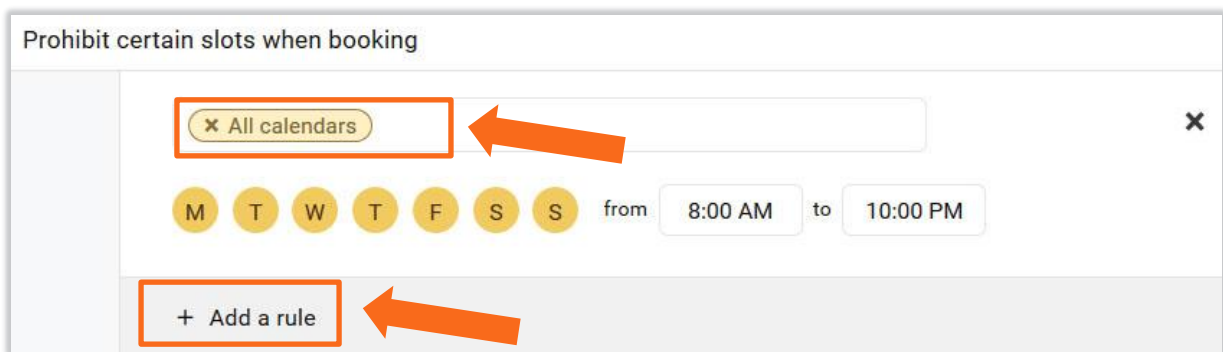 Prohibit certain slots when booking
× All calendars
×
M T W T F S S from 8:00 AM to 10:00 PM
+ Add a rule